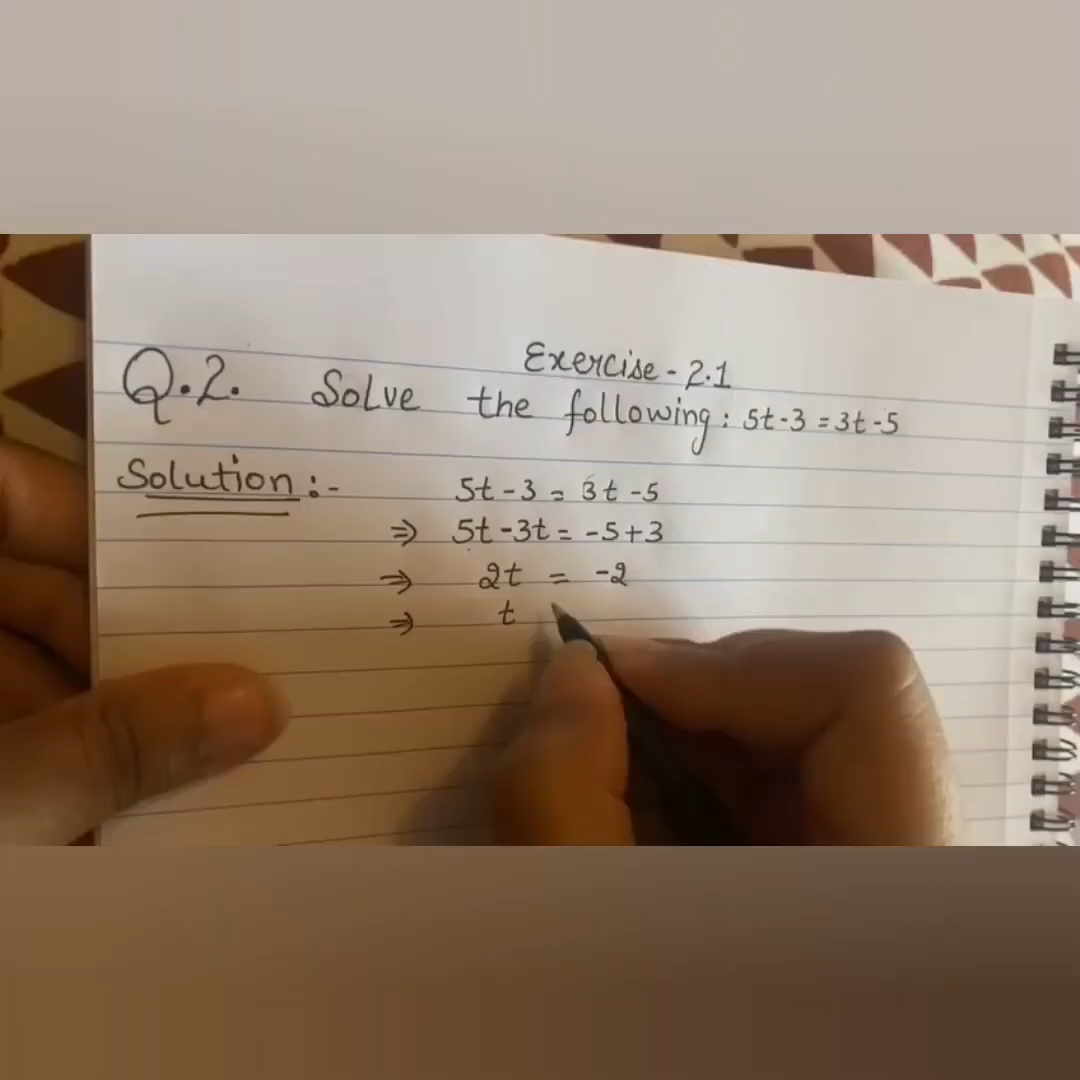 Exercise - 2.1
Q.2. Solve the following: 5t-3 = 3t-5
Solution :- 5t - 3 = 3t - 5
⇒ 5t - 3t = -5+3
⇒ 2t = -2
⇒ t